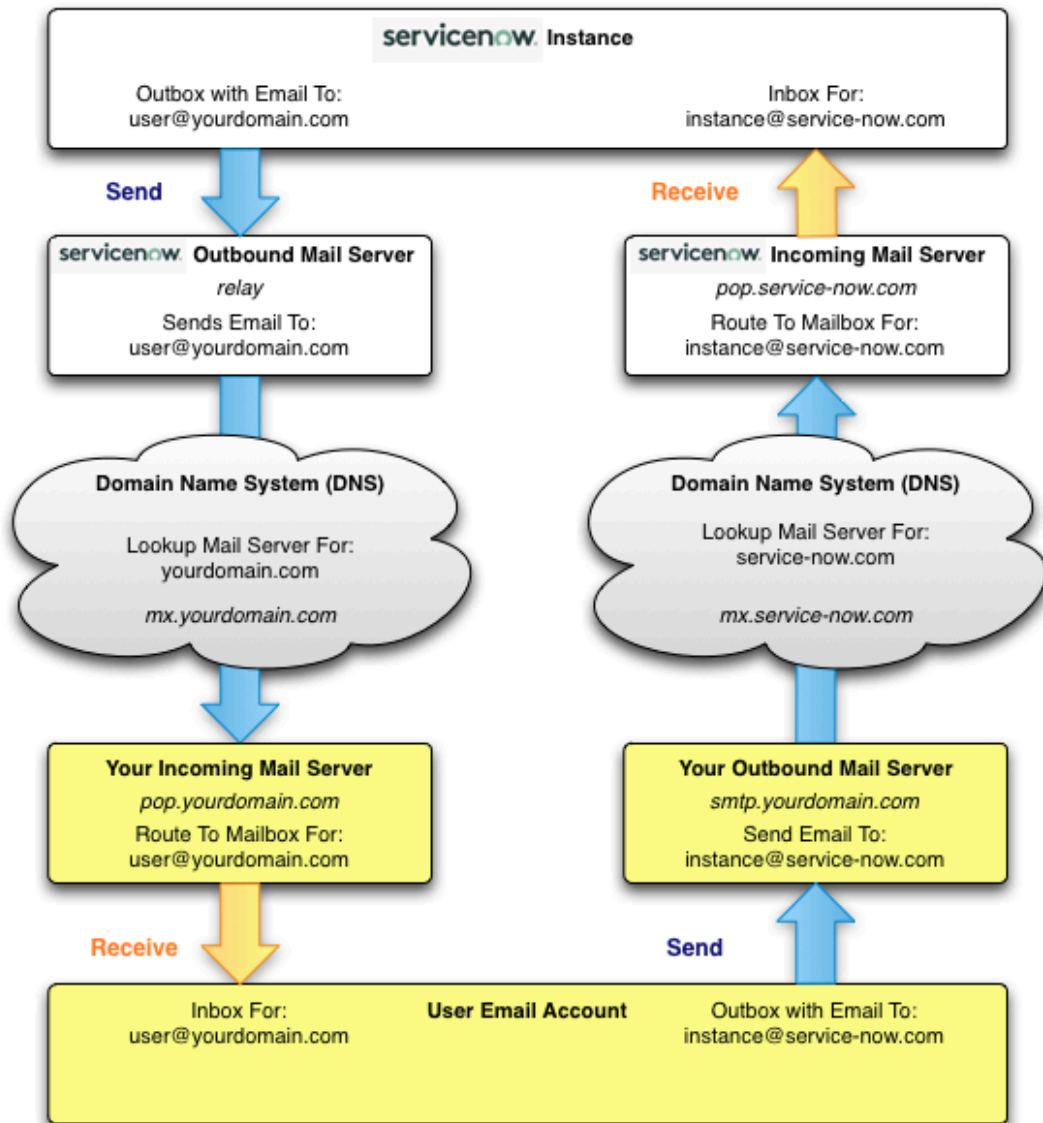 servicenow. Instance
Outbox with Email To:
user@yourdomain.com
Inbox For:
instance@service-now.com
Send
Receive
servicenow. Outbound Mail Server
relay
Sends Email To:
user@yourdomain.com
servicenow. Incoming Mail Server
pop.service-now.com
Route To Mailbox For:
instance@service-now.com
Domain Name System (DNS)
Lookup Mail Server For:
yourdomain.com
mx.yourdomain.com
Domain Name System (DNS)
Lookup Mail Server For:
service-now.com
mx.service-now.com
Your Incoming Mail Server
pop.yourdomain.com
Route To Mailbox For:
user@yourdomain.com
Your Outbound Mail Server
smtp.yourdomain.com
Send Email To:
instance@service-now.com
Receive
Send
Inbox For:
user@yourdomain.com
User Email Account
Outbox with Email To:
instance@service-now.com